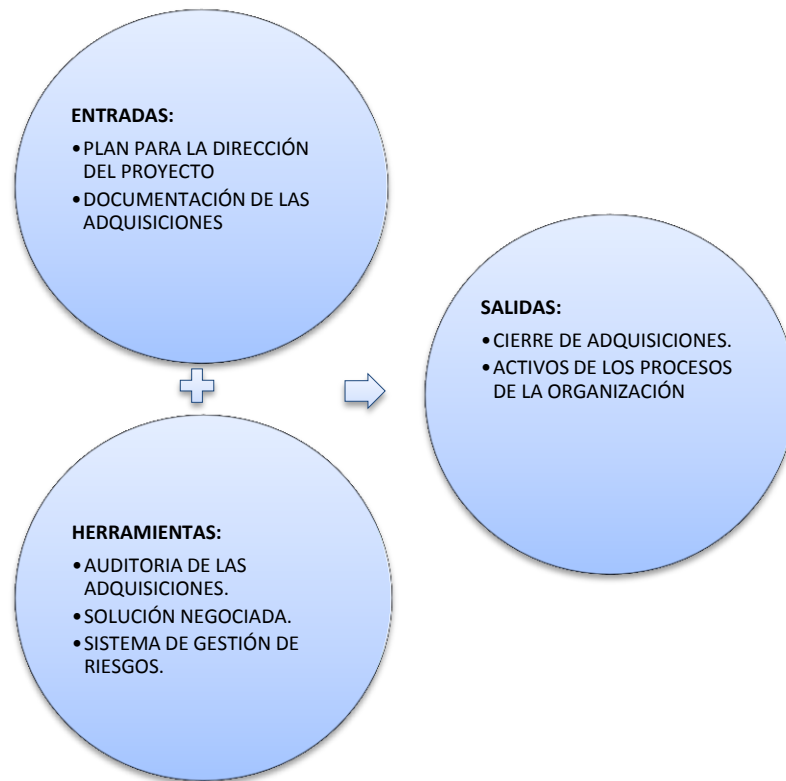 ENTRADAS:
•PLAN PARA LA DIRECCIÓN
DEL PROYECTO
•DOCUMENTACIÓN DE LAS
ADQUISICIONES
HERRAMIENTAS:
•AUDITORIA DE LAS
ADQUISICIONES.
•SOLUCIÓN NEGOCIADA.
•SISTEMA DE GESTIÓN DE
RIESGOS.
SALIDAS:
•CIERRE DE ADQUISICIONES.
•ACTIVOS DE LOS PROCESOS
DE LA ORGANIZACIÓN